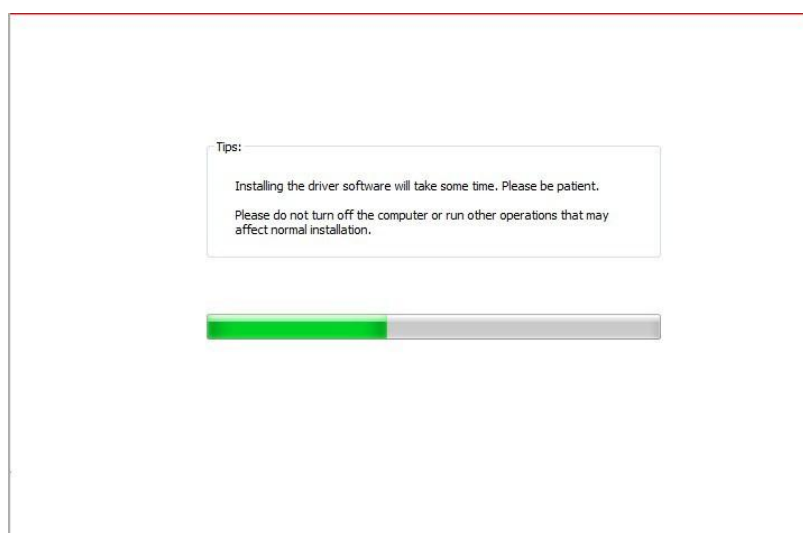 Tips:
Installing the driver software will take some time. Please be patient.
Please do not turn off the computer or run other operations that may
affect normal installation.